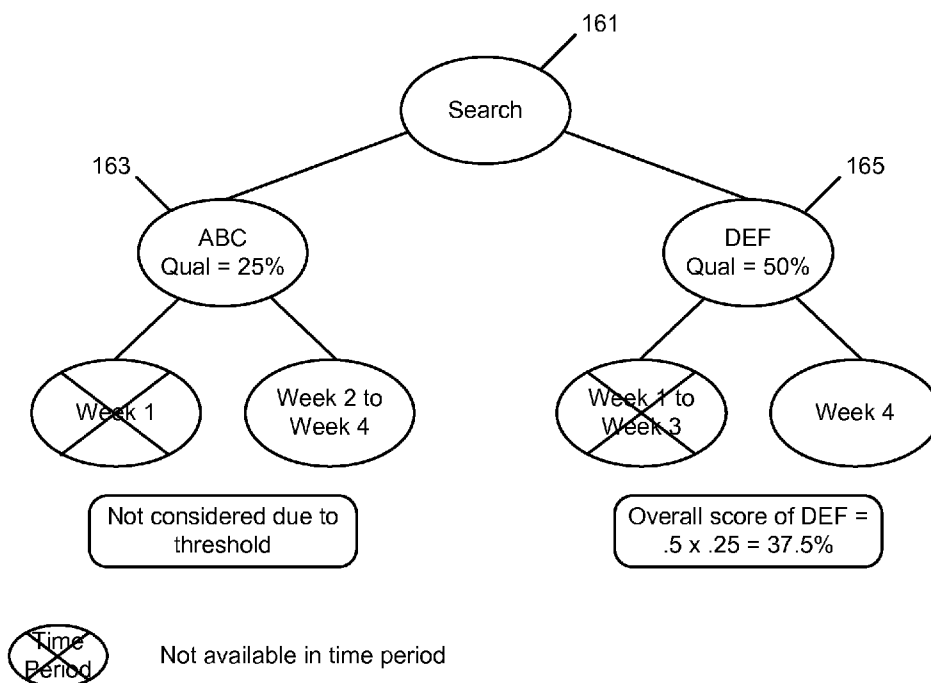 161
Search
163
165
ABC
Qual = 25%
DEF
Qual = 50%
Week 1
Week 2 to
Week 4
Week 1 to
Week 3
Week 4
Not considered due to
threshold
Overall score of DEF =
.5 x .25 = 37.5%
Time
Period
Not available in time period